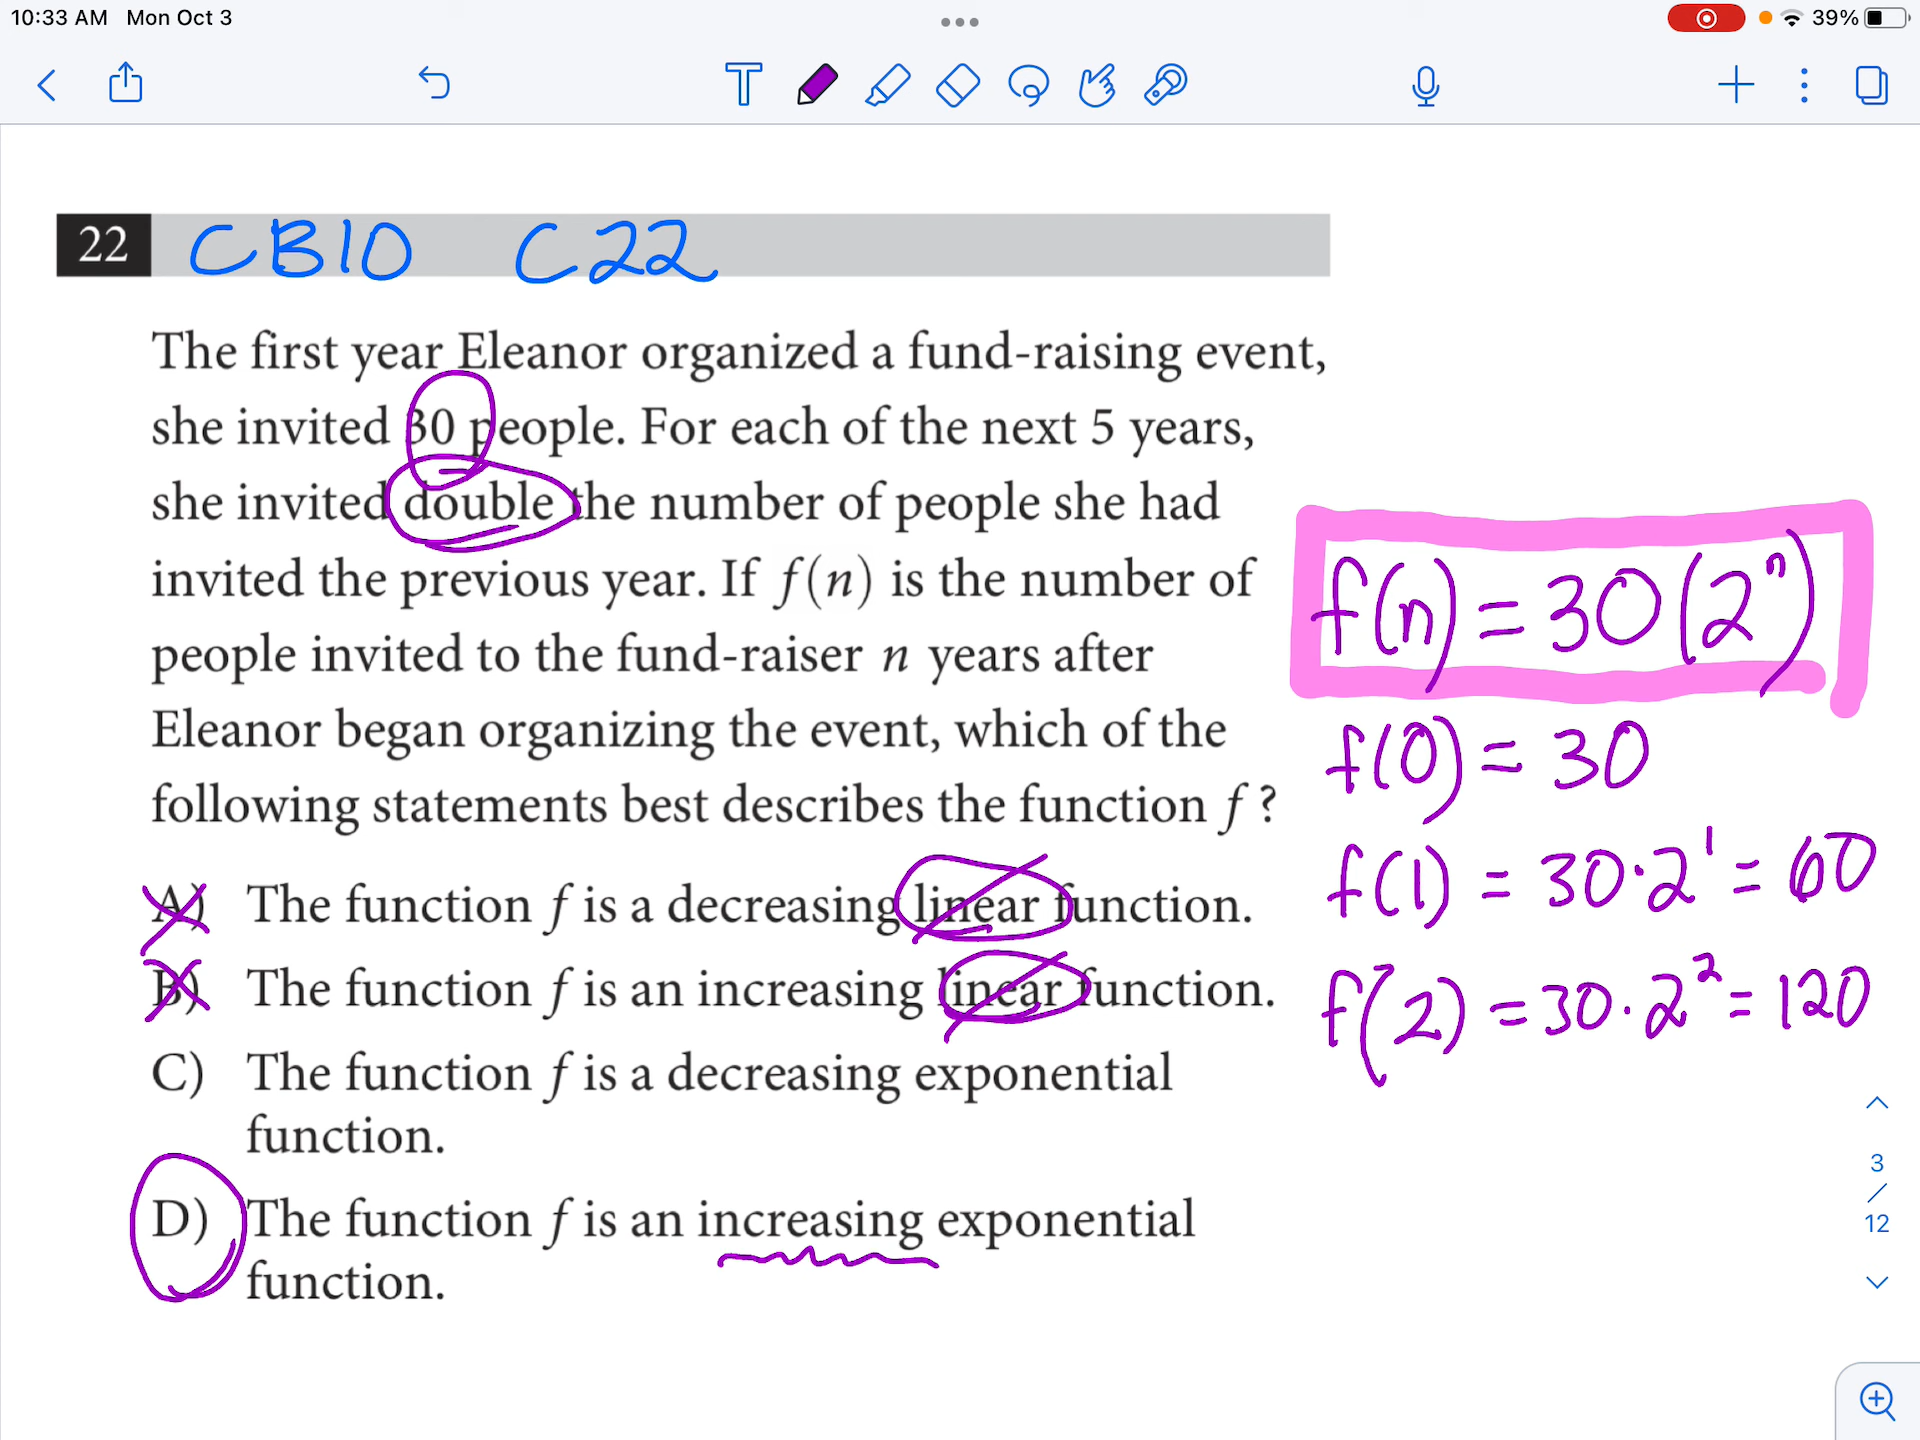 10:33 AM Mon Oct 3
39%
22 CB10 C22
The first year Eleanor organized a fund-raising event,
she invited 30 people. For each of the next 5 years,
she invited double the number of people she had
invited the previous year. If f(n) is the number of
people invited to the fund-raiser n years after
Eleanor began organizing the event, which of the
following statements best describes the function f ?
A) The function f is a decreasing linear function.
B) The function f is an increasing linear function.
C) The function f is a decreasing exponential
function.
D) The function f is an increasing exponential
function.
f(n) = 30(2ⁿ)
f(0) = 30
f(1) = 30·2¹ = 60
f(2) = 30·2² = 120
3
/
12